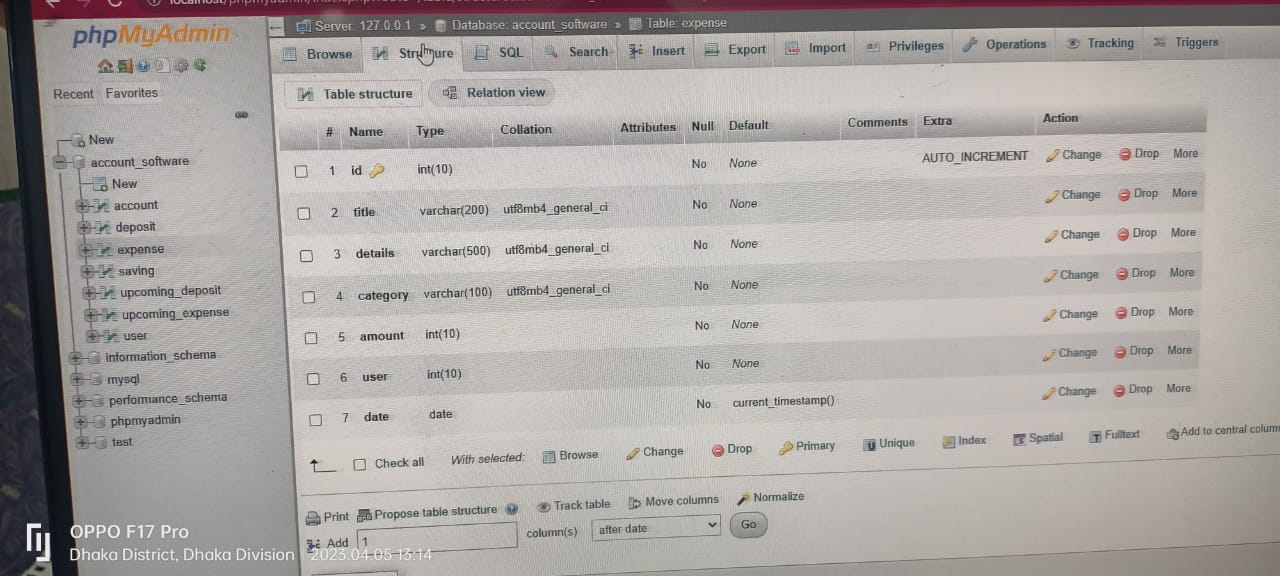 phpMyAdmin
Recent Favorites
New
account_software
New
account
deposit
expense
saving
upcoming_deposit
upcoming_expense
user
information_schema
mysql
performance_schema
phpmyadmin
test
Server: 127.0.0.1 » Database: account_software » Table: expense
Browse Structure SQL Search Insert Export Import Privileges Operations Tracking Triggers
Table structure Relation view
# Name Type Collation Attributes Null Default Comments Extra Action
1 id int(10) No None AUTO_INCREMENT Change Drop More
2 title varchar(200) utf8mb4_general_ci No None Change Drop More
3 details varchar(500) utf8mb4_general_ci No None Change Drop More
4 category varchar(100) utf8mb4_general_ci No None Change Drop More
5 amount int(10) No None Change Drop More
6 user int(10) No None Change Drop More
7 date date No current_timestamp() Change Drop More
Check all With selected: Browse Change Drop Primary Unique Index Spatial Fulltext Add to central
Print Propose table structure Track table Move columns Normalize
Add 1 column(s) after date Go
OPPO F17 Pro
Dhaka District, Dhaka Division 2023.04.05 13:14